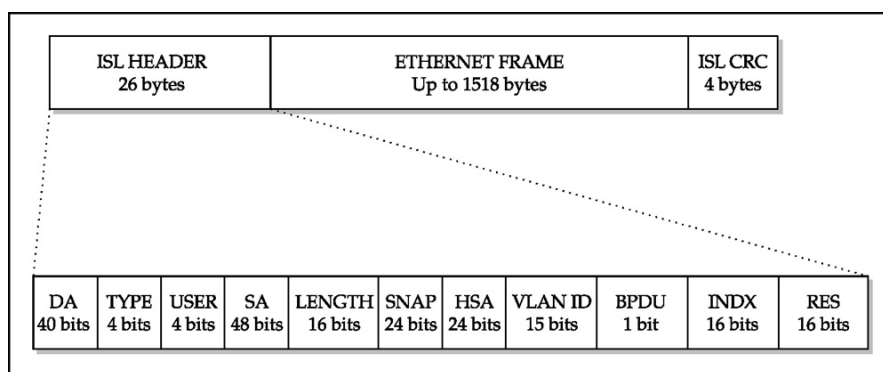 ISL HEADER
26 bytes
ETHERNET FRAME
Up to 1518 bytes
ISL CRC
4 bytes
DA
40 bits
TYPE
4 bits
USER
4 bits
SA
48 bits
LENGTH
16 bits
SNAP
24 bits
HSA
24 bits
VLAN ID
15 bits
BPDU
1 bit
INDX
16 bits
RES
16 bits